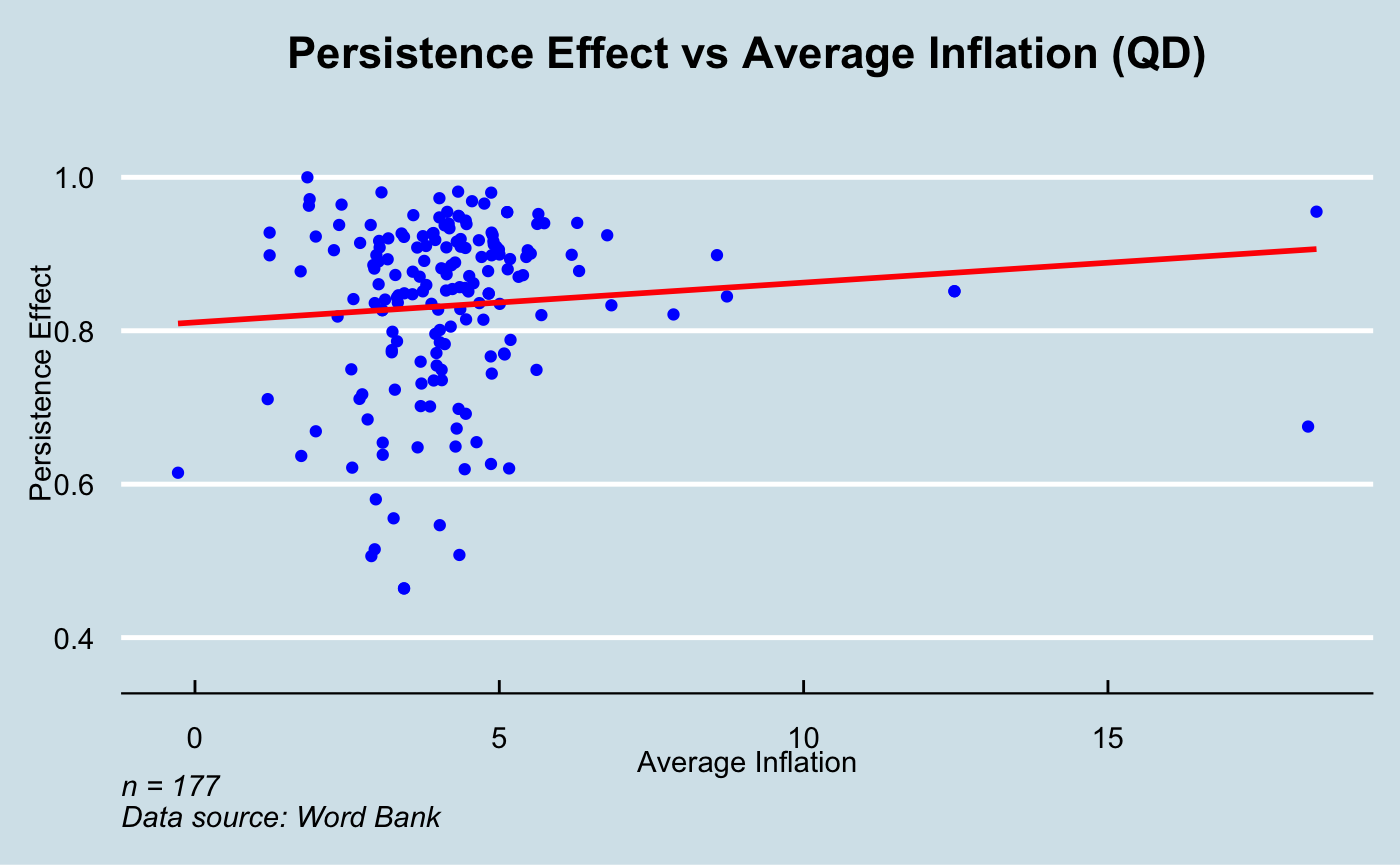 Persistence Effect vs Average Inflation (QD)
Persistence Effect
1.0
0.8
0.6
0.4
0 5 10 15
Average Inflation
n = 177
Data source: Word Bank